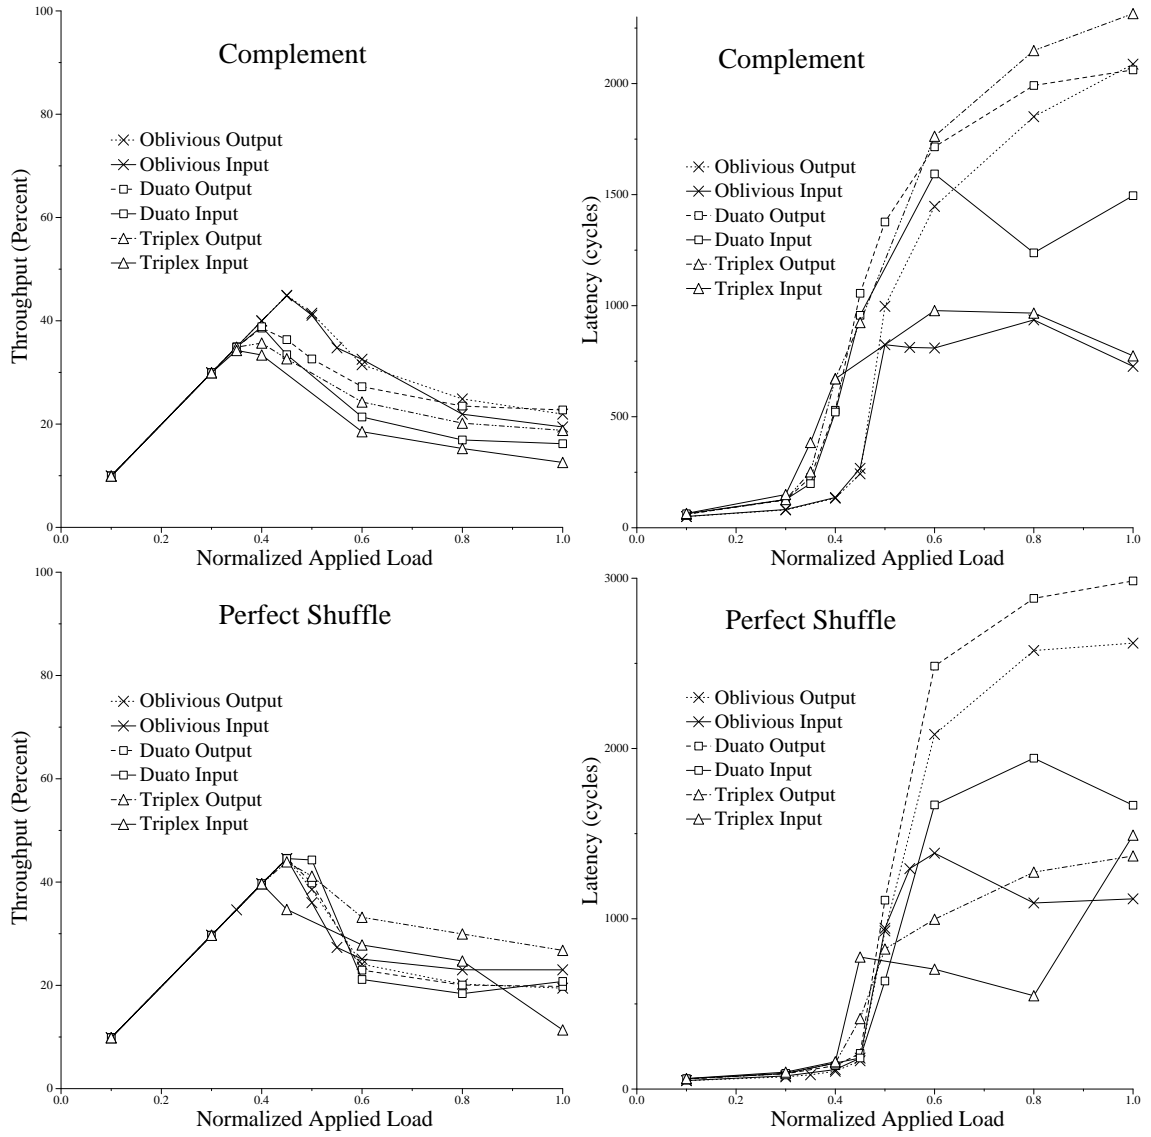 Complement
Throughput (Percent)
100
80
60
40
20
0
Oblivious Output
Oblivious Input
Duato Output
Duato Input
Triplex Output
Triplex Input
0.0 0.2 0.4 0.6 0.8 1.0
Normalized Applied Load
Complement
Latency (cycles)
2000
1500
1000
500
0
Oblivious Output
Oblivious Input
Duato Output
Duato Input
Triplex Output
Triplex Input
0.0 0.2 0.4 0.6 0.8 1.0
Normalized Applied Load
Perfect Shuffle
Throughput (Percent)
100
80
60
40
20
0
Oblivious Output
Oblivious Input
Duato Output
Duato Input
Triplex Output
Triplex Input
0.0 0.2 0.4 0.6 0.8 1.0
Normalized Applied Load
Perfect Shuffle
Latency (cycles)
3000
2000
1000
0
Oblivious Output
Oblivious Input
Duato Output
Duato Input
Triplex Output
Triplex Input
0.0 0.2 0.4 0.6 0.8 1.0
Normalized Applied Load